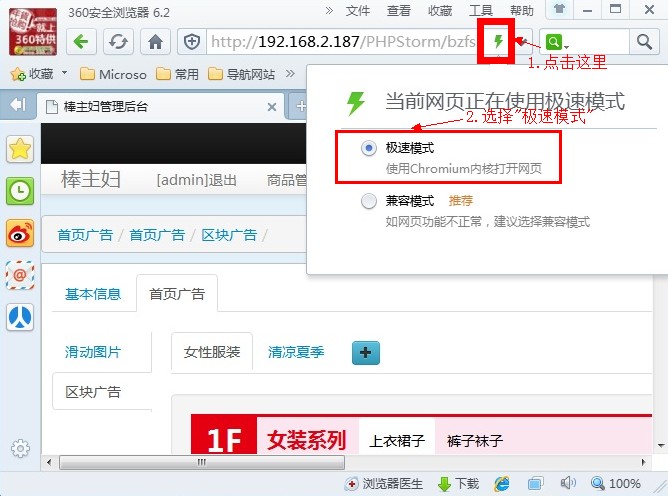 360安全浏览器 6.2
文件 查看 收藏 工具 帮助
就上
360特供
http://192.168.2.187/PHPStorm/bzfs
1.点击这里
收藏 Microso 常用 导航网站
棒主妇管理后台
当前网页正在使用极速模式
2.选择"极速模式"
极速模式
使用Chromium内核打开网页
兼容模式 推荐
如网页功能不正常，建议选择兼容模式
棒主妇 [admin]退出 商品管
首页广告 / 首页广告 / 区块广告 /
基本信息 首页广告
滑动图片 女性服装 清凉夏季
区块广告
1F 女装系列 上衣裙子 裤子袜子
浏览器医生 下载 100%